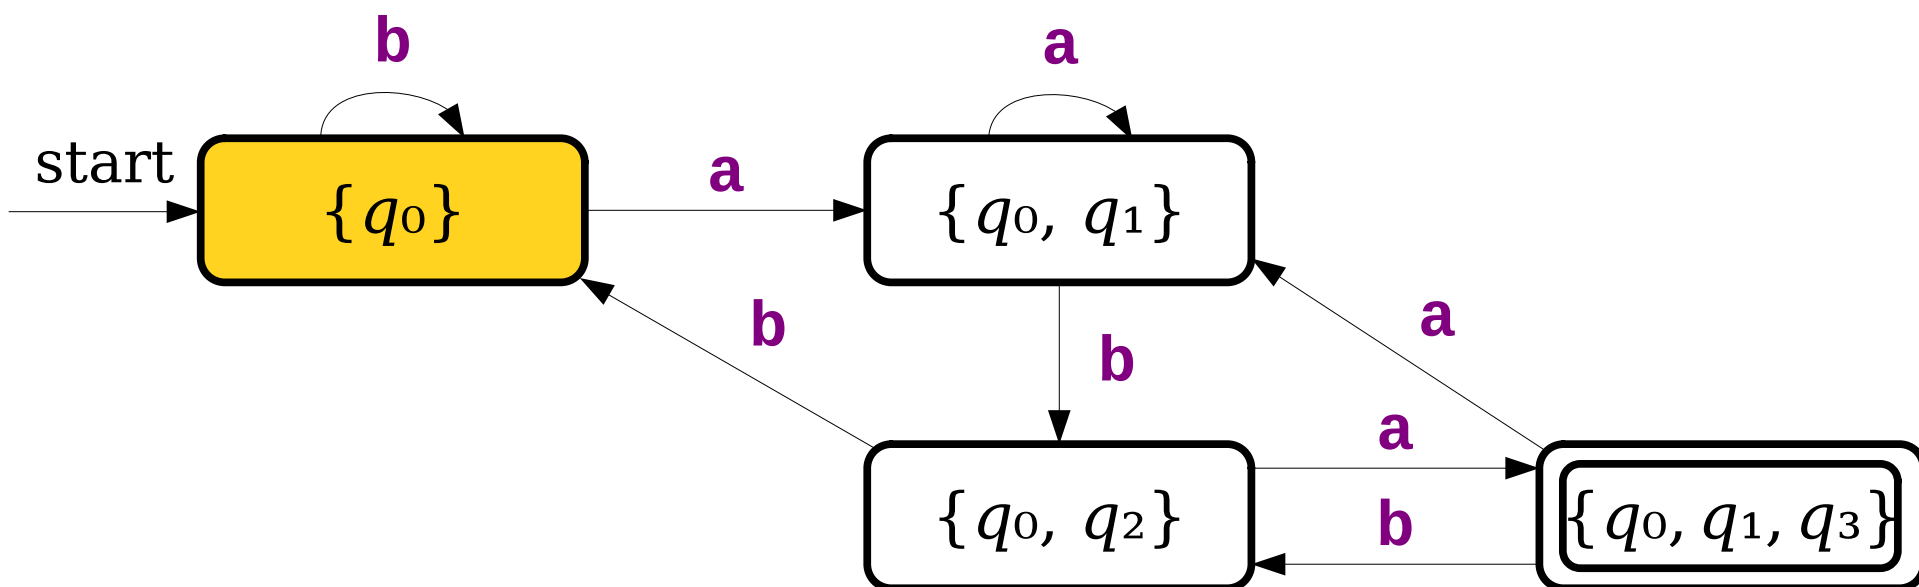 b
a
start
a
{q₀}
{q₀, q₁}
b
b
a
a
{q₀, q₂}
{q₀, q₁, q₃}
b